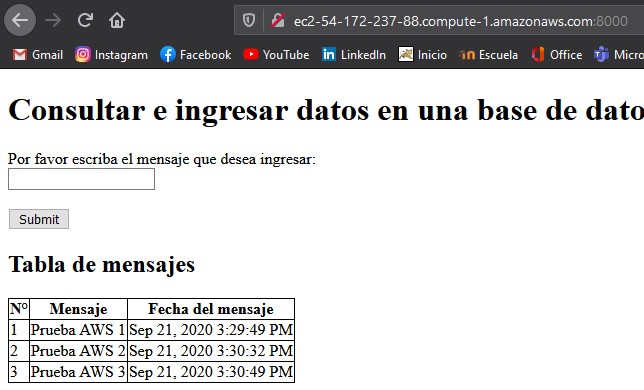 ec2-54-172-237-88.compute-1.amazonaws.com:8000
Gmail Instagram Facebook YouTube LinkedIn Inicio Escuela Office Micro
Consultar e ingresar datos en una base de dato
Por favor escriba el mensaje que desea ingresar:
Submit
Tabla de mensajes
N° Mensaje Fecha del mensaje
1 Prueba AWS 1 Sep 21, 2020 3:29:49 PM
2 Prueba AWS 2 Sep 21, 2020 3:30:32 PM
3 Prueba AWS 3 Sep 21, 2020 3:30:49 PM